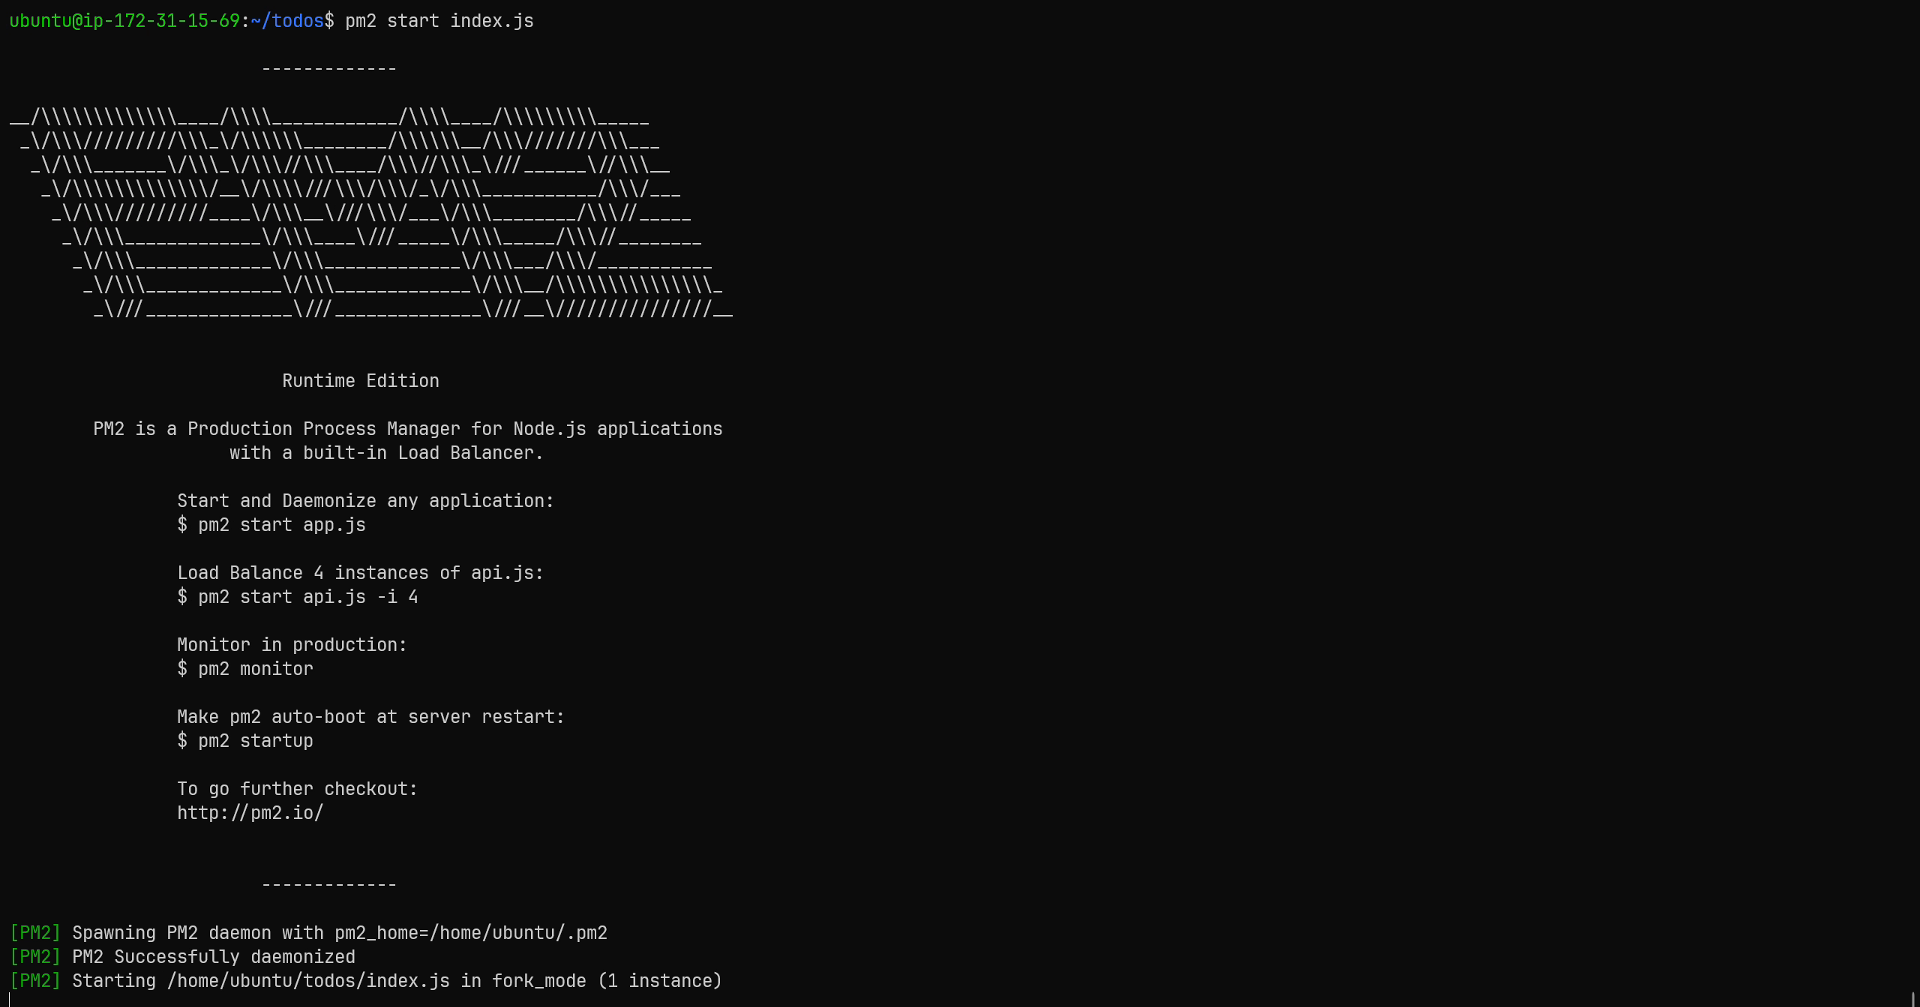 ubuntu@ip-172-31-15-69:~/todos$ pm2 start index.js
-------------
__/\\\\\\\\\\\\\____/\\\\____________/\\\\____/\\\\\\\\\_____
_\/\\\/////////\\\_\/\\\\\\________/\\\\\\__/\\\///////\\\___
_\/\\\_______\/\\\_\/\\\//\\\____/\\\//\\\_\///______\//\\\__
_\/\\\\\\\\\\\\\/__\/\\\\///\\\/\\\/_\/\\\___________/\\\/___
_\/\\\/////////____\/\\\__\///\\\/___\/\\\________/\\\//_____
_\/\\\_____________\/\\\____\///_____\/\\\_____/\\\//________
_\/\\\_____________\/\\\_____________\/\\\___/\\\/___________
_\/\\\_____________\/\\\_____________\/\\\__/\\\\\\\\\\\\\\\_
_\///______________\///______________\///__\///////////////__
Runtime Edition
PM2 is a Production Process Manager for Node.js applications
with a built-in Load Balancer.
Start and Daemonize any application:
$ pm2 start app.js
Load Balance 4 instances of api.js:
$ pm2 start api.js -i 4
Monitor in production:
$ pm2 monitor
Make pm2 auto-boot at server restart:
$ pm2 startup
To go further checkout:
http://pm2.io/
-------------
[PM2] Spawning PM2 daemon with pm2_home=/home/ubuntu/.pm2
[PM2] PM2 Successfully daemonized
[PM2] Starting /home/ubuntu/todos/index.js in fork_mode (1 instance)